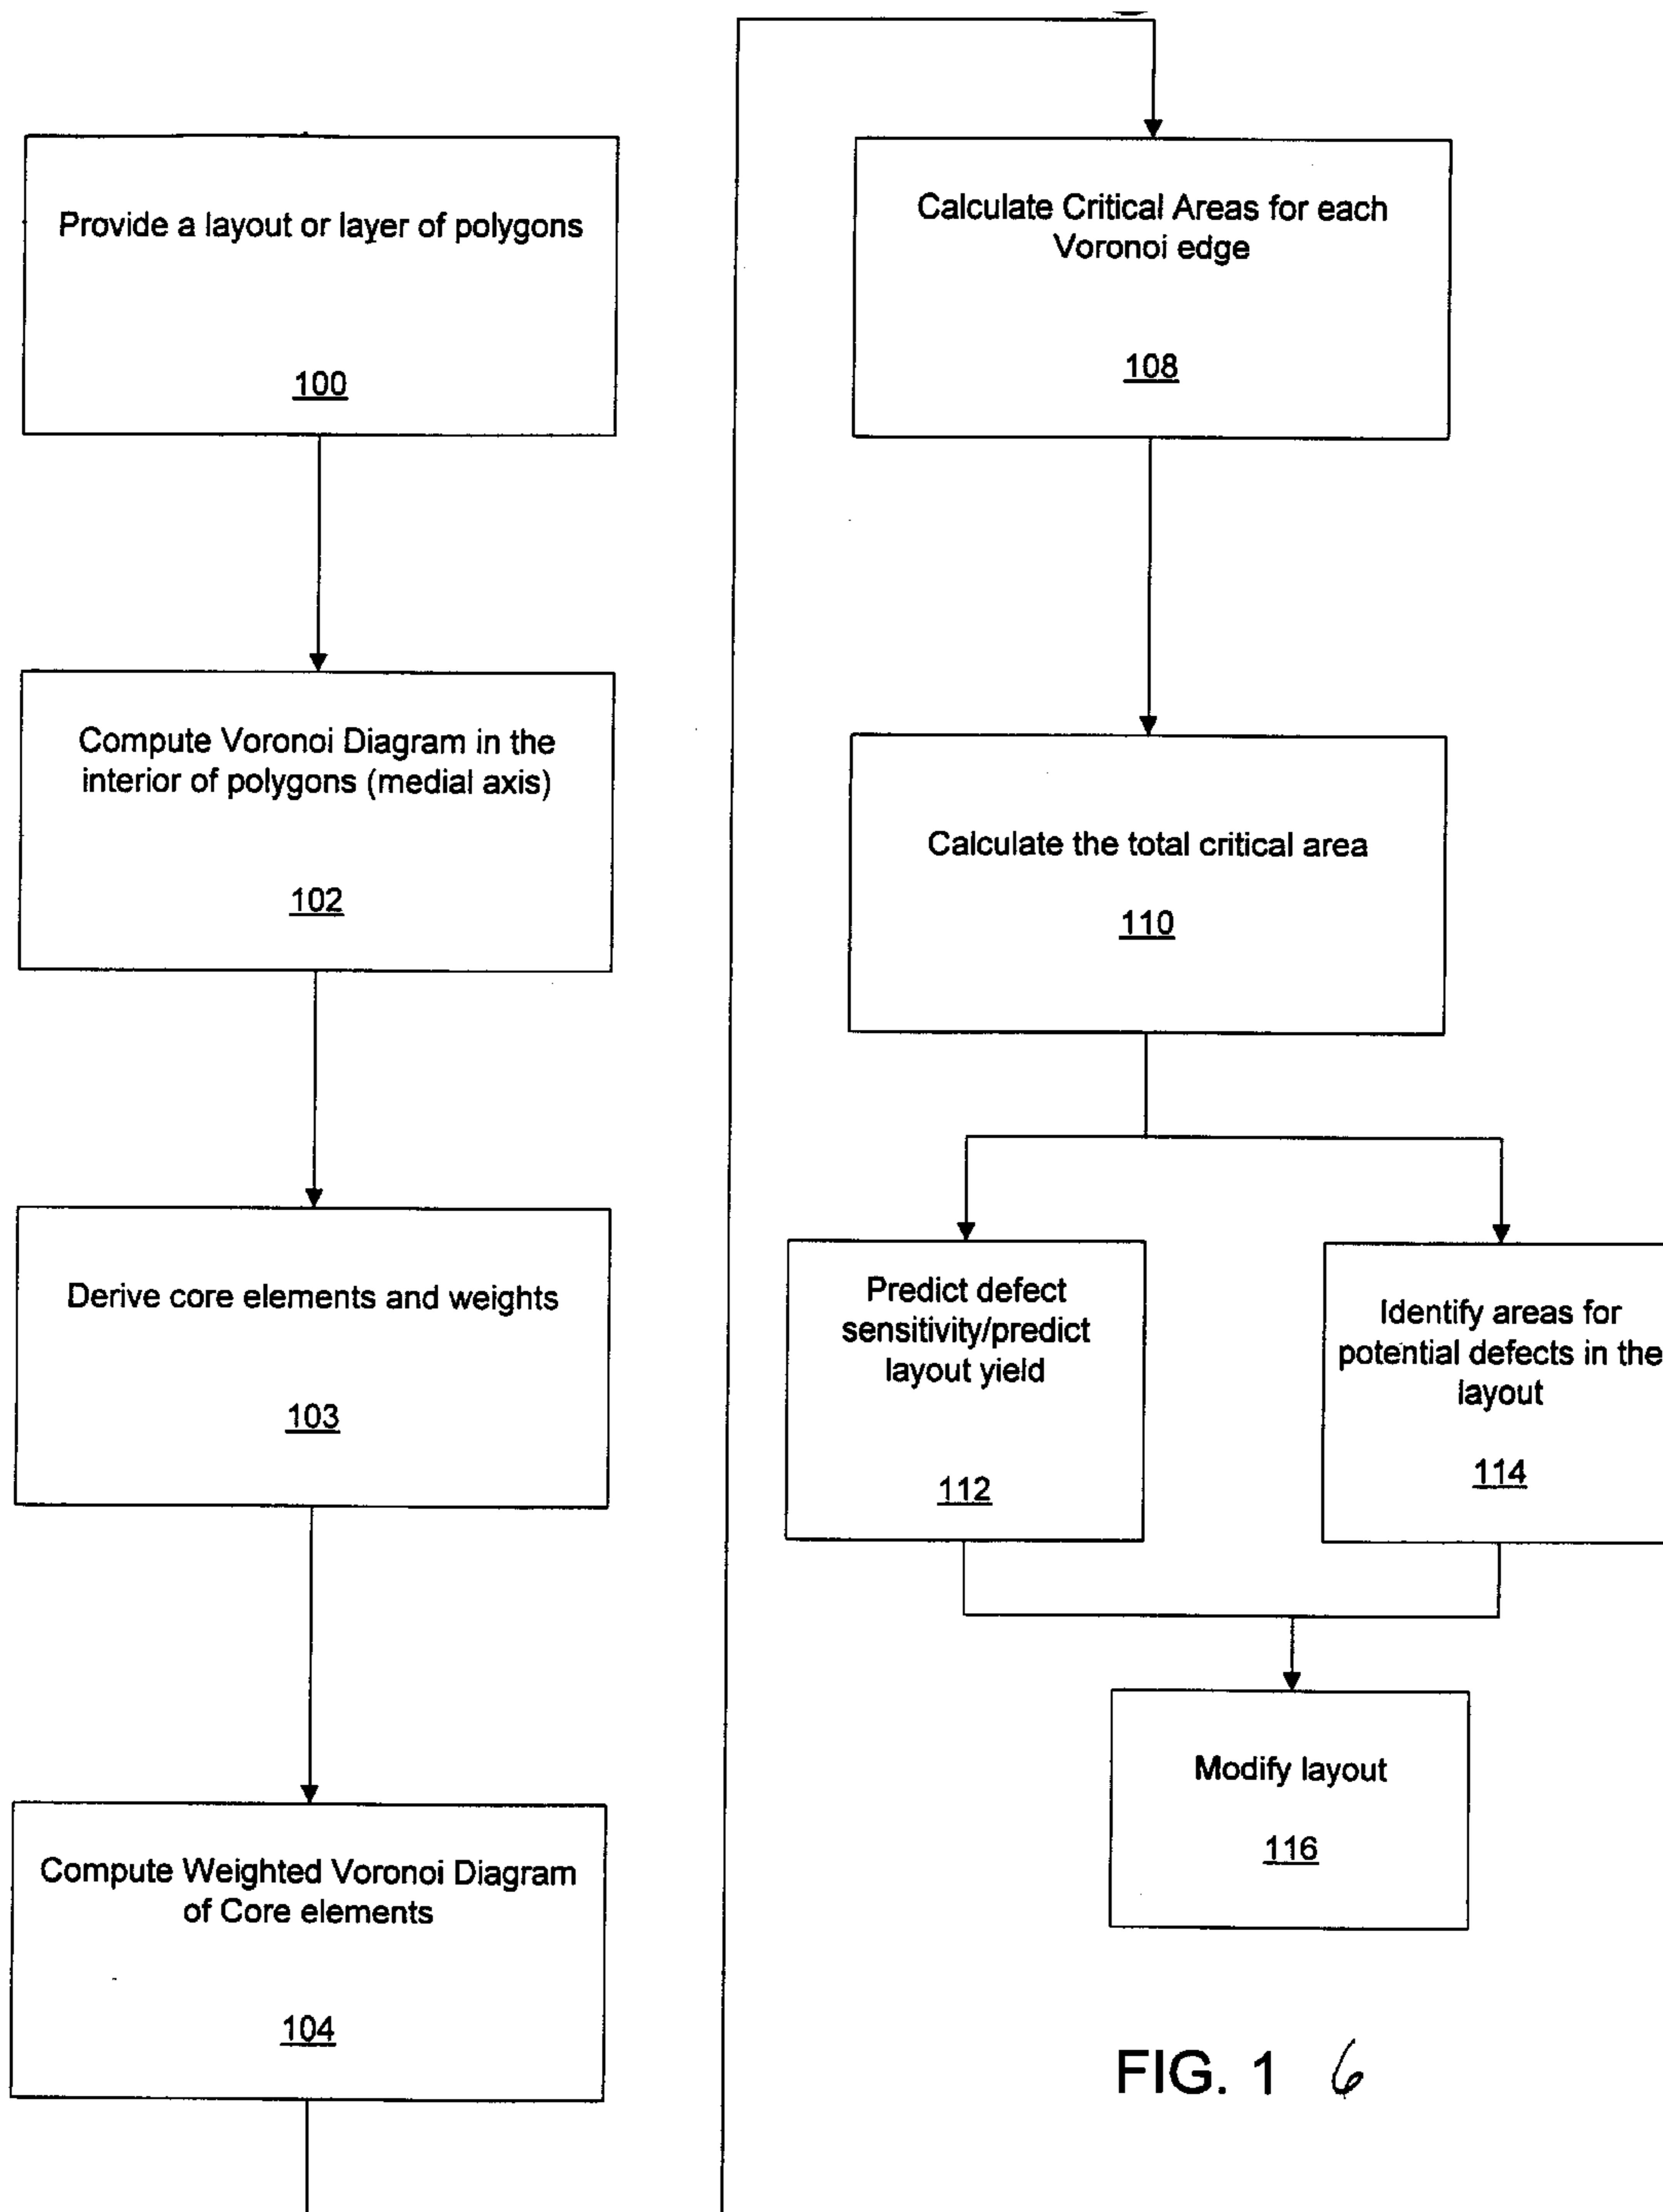 Provide a layout or layer of polygons
100
Compute Voronoi Diagram in the
interior of polygons (medial axis)
102
Derive core elements and weights
103
Compute Weighted Voronoi Diagram
of Core elements
104
Calculate Critical Areas for each
Voronoi edge
108
Calculate the total critical area
110
Predict defect
sensitivity/predict
layout yield
112
Identify areas for
potential defects in the
layout
114
Modify layout
116
FIG. 1 6